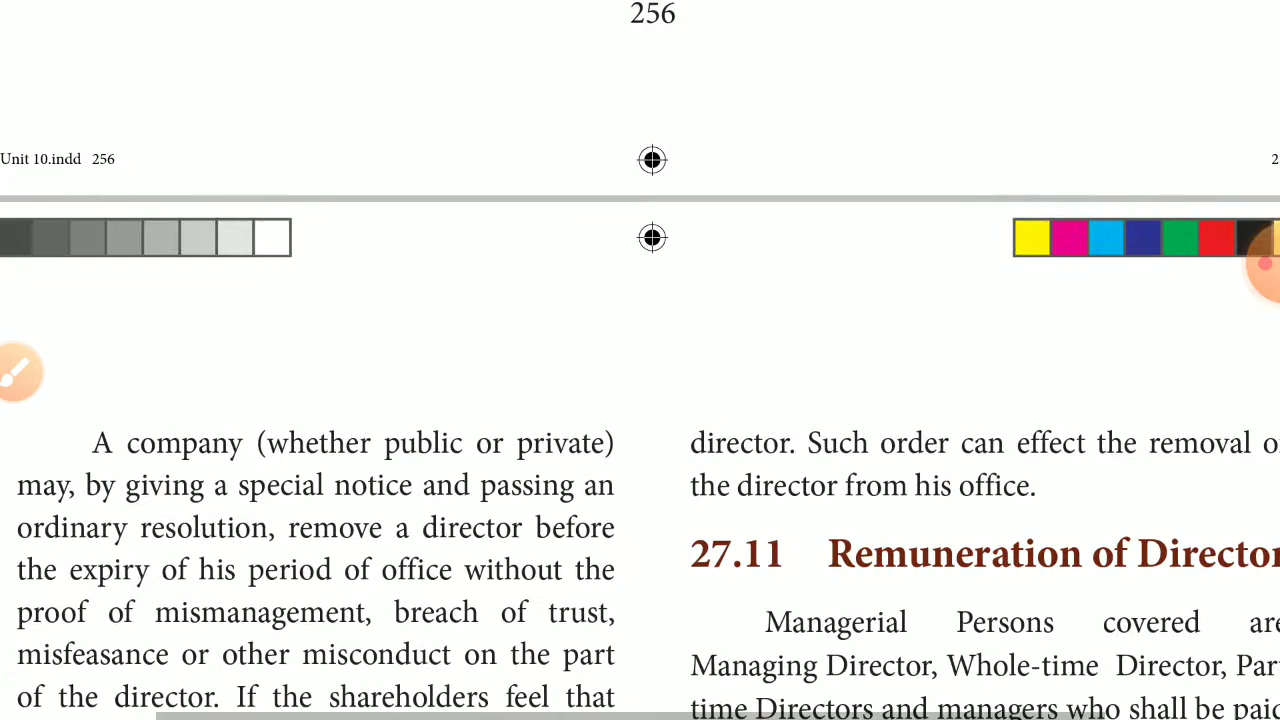 256
Unit 10.indd 256
2
A company (whether public or private)
may, by giving a special notice and passing an
ordinary resolution, remove a director before
the expiry of his period of office without the
proof of mismanagement, breach of trust,
misfeasance or other misconduct on the part
of the director. If the shareholders feel that
director. Such order can effect the removal
the director from his office.
27.11 Remuneration of
Managerial Persons covered are
Managing Director, Whole-time Director,
time Directors and managers who shall be paid